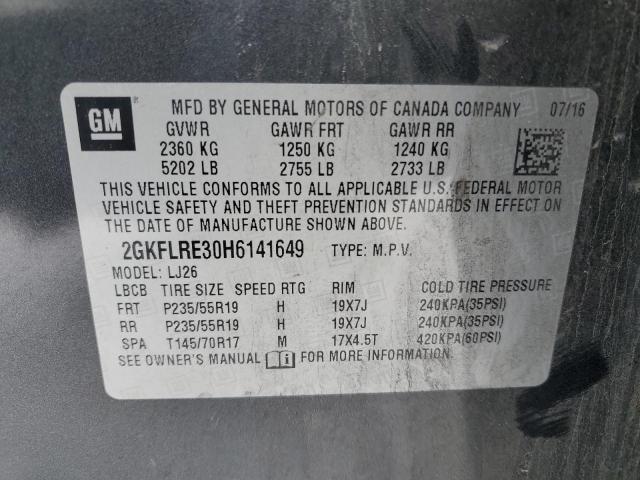 GM MFD BY GENERAL MOTORS OF CANADA COMPANY 07/16
GVWR GAWR FRT GAWR RR
2360 KG 1250 KG 1240 KG
5202 LB 2755 LB 2733 LB
THIS VEHICLE CONFORMS TO ALL APPLICABLE U.S. FEDERAL MOTOR
VEHICLE SAFETY AND THEFT PREVENTION STANDARDS IN EFFECT ON
THE DATE OF MANUFACTURE SHOWN ABOVE.
2GKFLRE30H6141649 TYPE: M.P.V.
MODEL: LJ26
LBCB TIRE SIZE SPEED RTG RIM COLD TIRE PRESSURE
FRT P235/55R19 H 19X7J 240KPA(35PSI)
RR P235/55R19 H 19X7J 240KPA(35PSI)
SPA T145/70R17 M 17X4.5T 420KPA(60PSI)
SEE OWNER'S MANUAL FOR MORE INFORMATION.